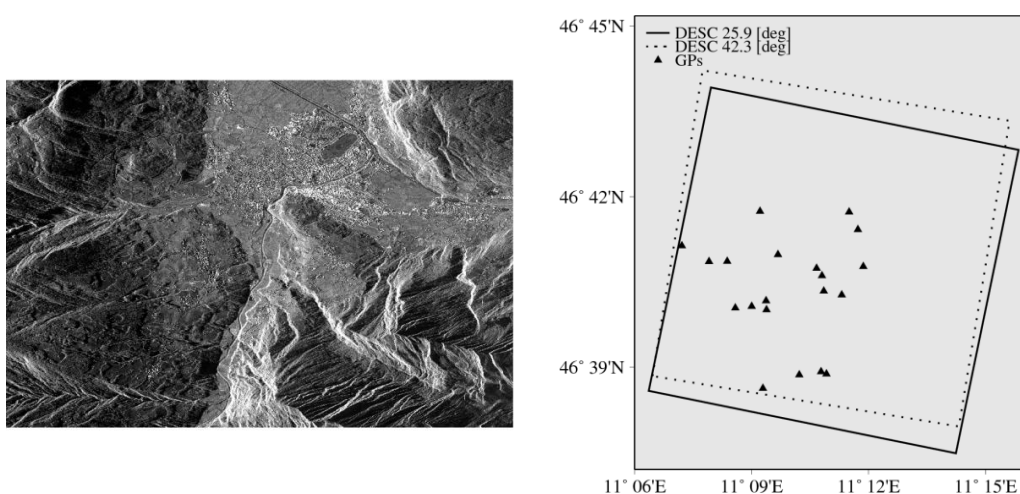 46° 45'N
DESC 25.9 [deg]
DESC 42.3 [deg]
GPs
46° 42'N
46° 39'N
11° 06'E 11° 09'E 11° 12'E 11° 15'E